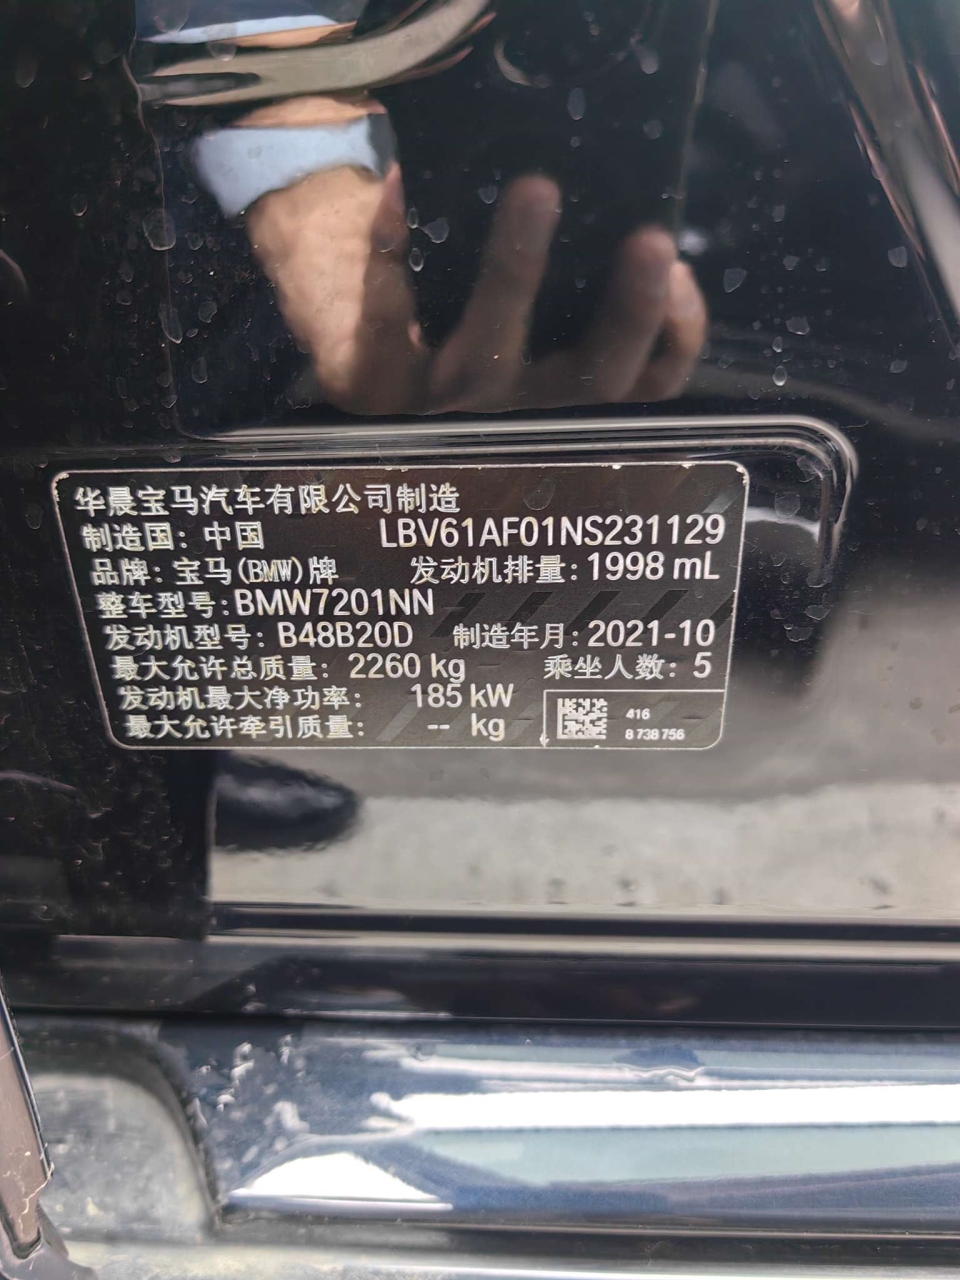 华晨宝马汽车有限公司制造
制造国：中国 LBV61AF01NS231129
品牌：宝马(BMW)牌 发动机排量：1998 mL
整车型号：BMW7201NN
发动机型号：B48B20D 制造年月：2021-10
最大允许总质量：2260 kg 乘坐人数：5
发动机最大净功率：185 kW
最大允许牵引质量：-- kg
416
8 738 756